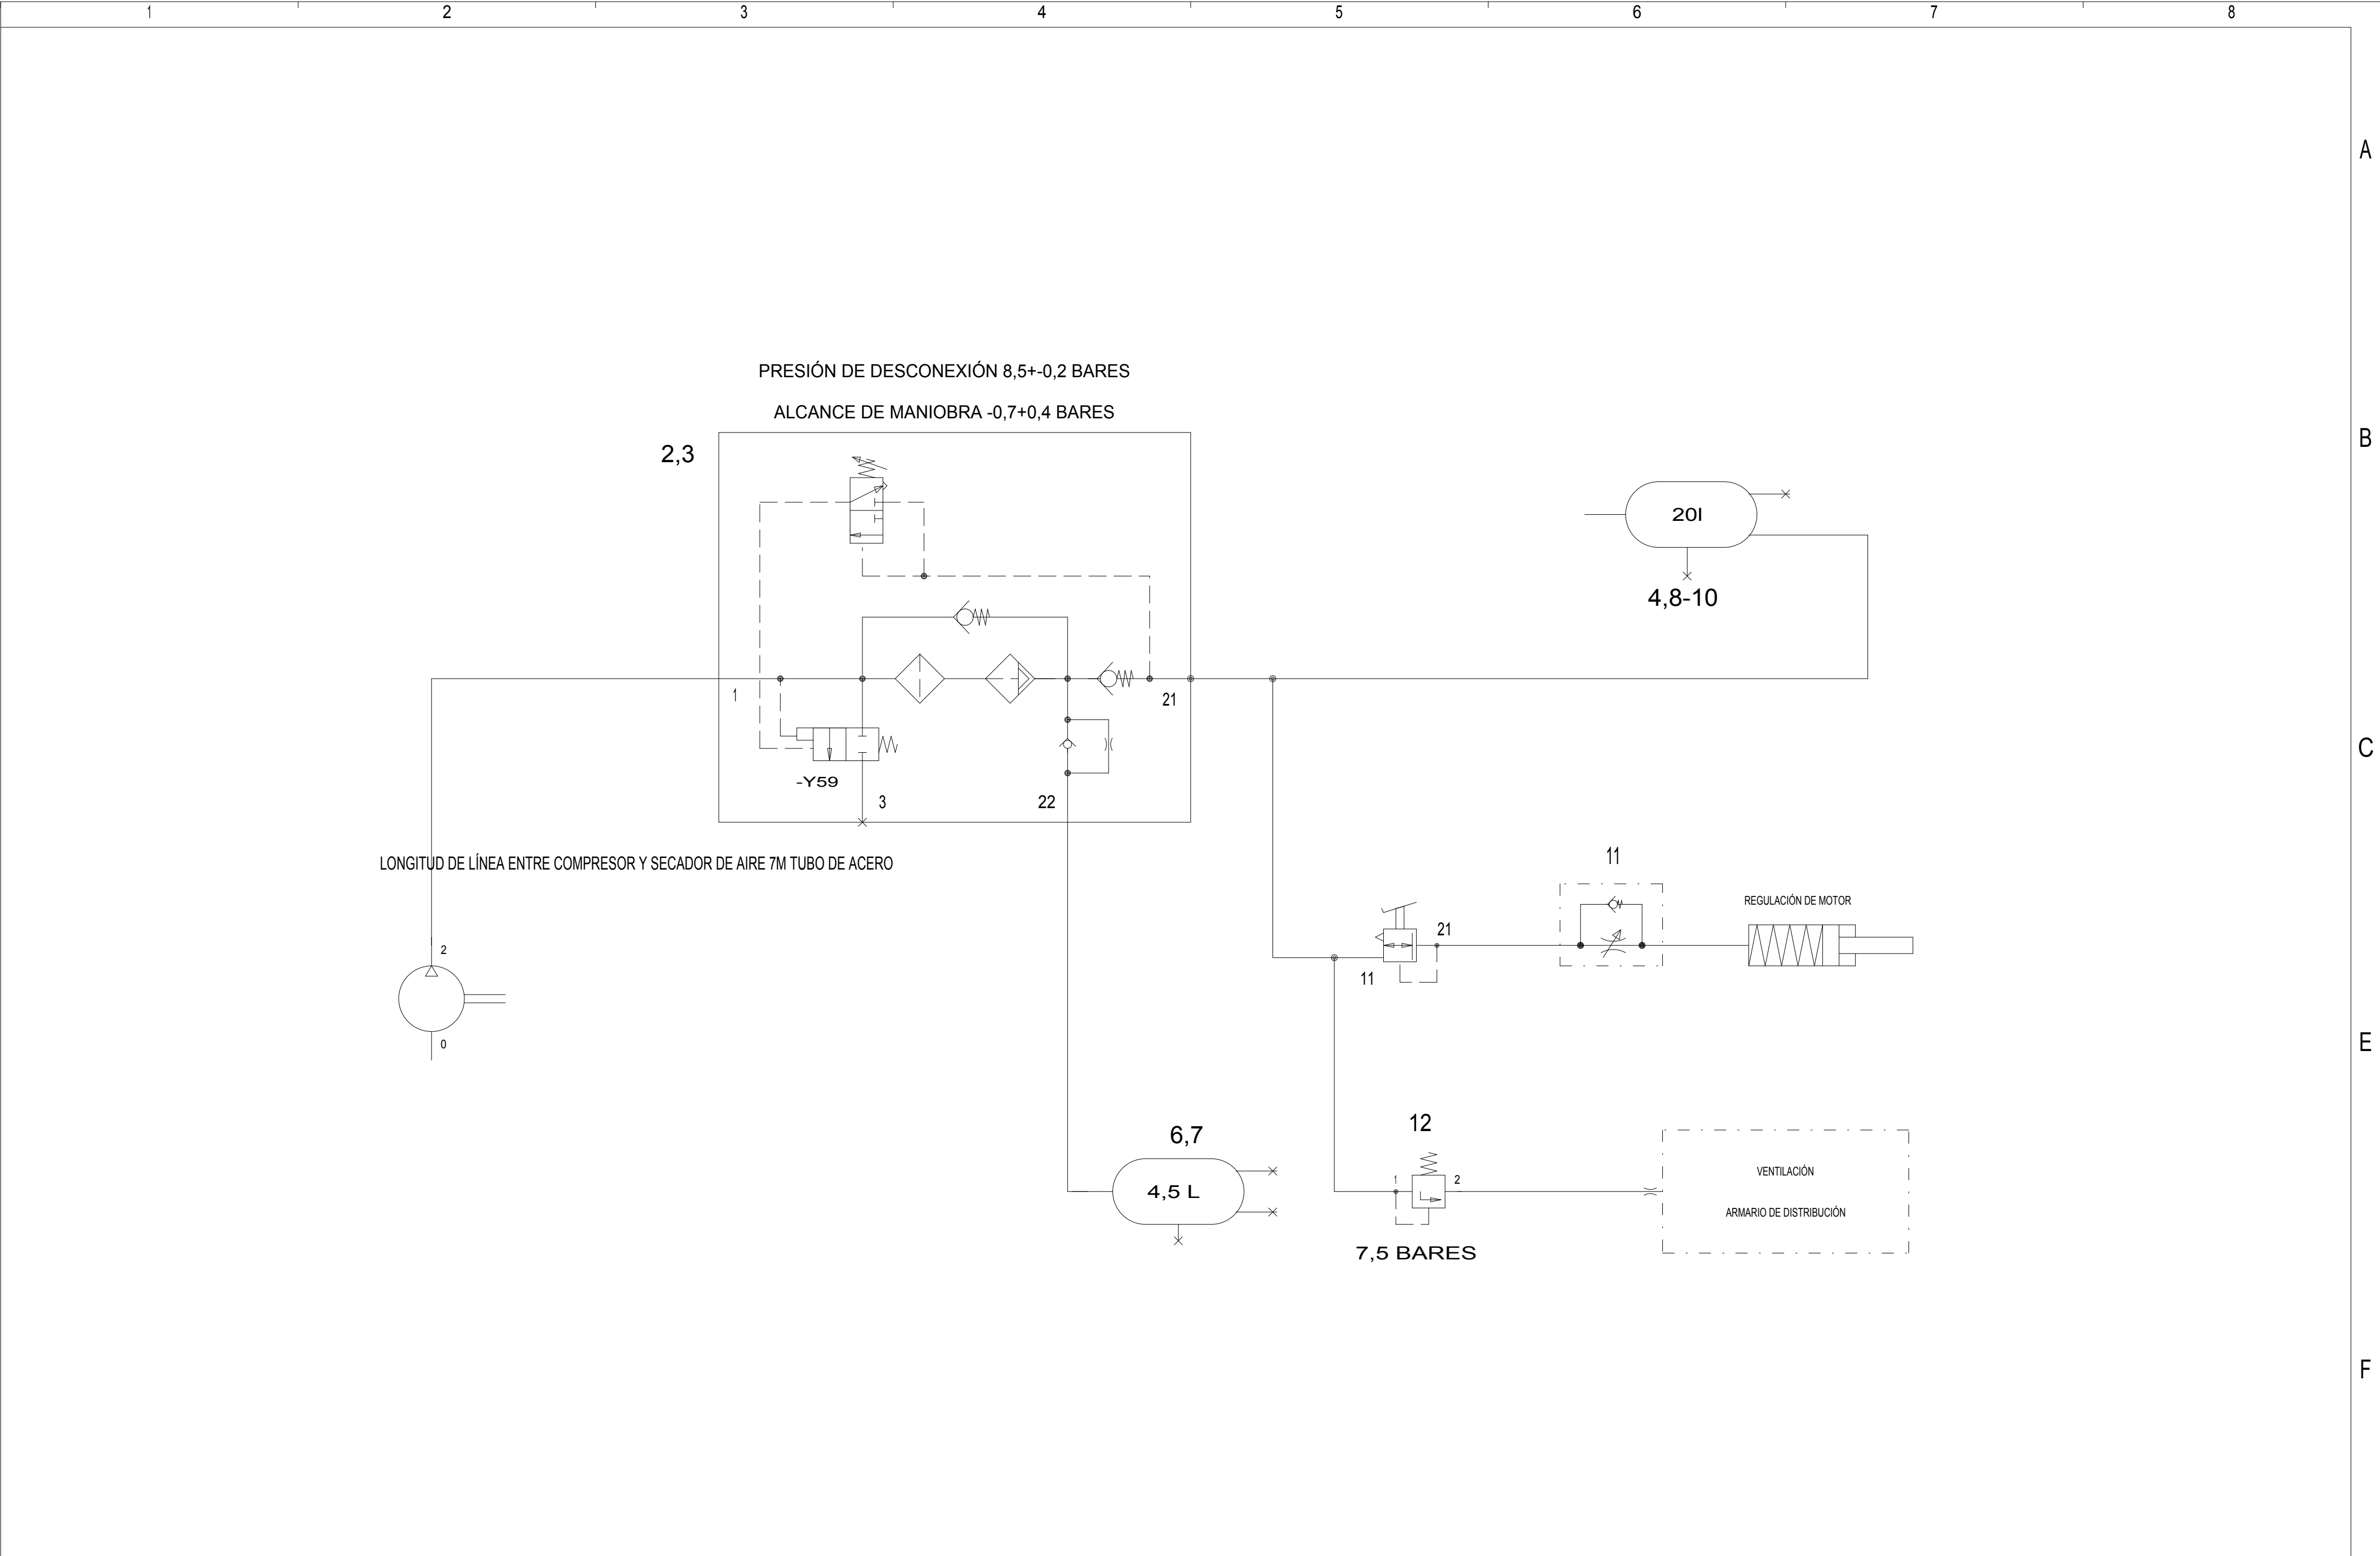 1 2 3 4 5 6 7 8
A
PRESIÓN DE DESCONEXIÓN 8,5+-0,2 BARES
ALCANCE DE MANIOBRA -0,7+0,4 BARES
B
2,3
20l
4,8-10
1
21
C
-Y59
3
22
LONGITUD DE LÍNEA ENTRE COMPRESOR Y SECADOR DE AIRE 7M TUBO DE ACERO
11
REGULACIÓN DE MOTOR
21
2
11
0
E
12
6,7
VENTILACIÓN
1
2
4,5 L
ARMARIO DE DISTRIBUCIÓN
7,5 BARES
F